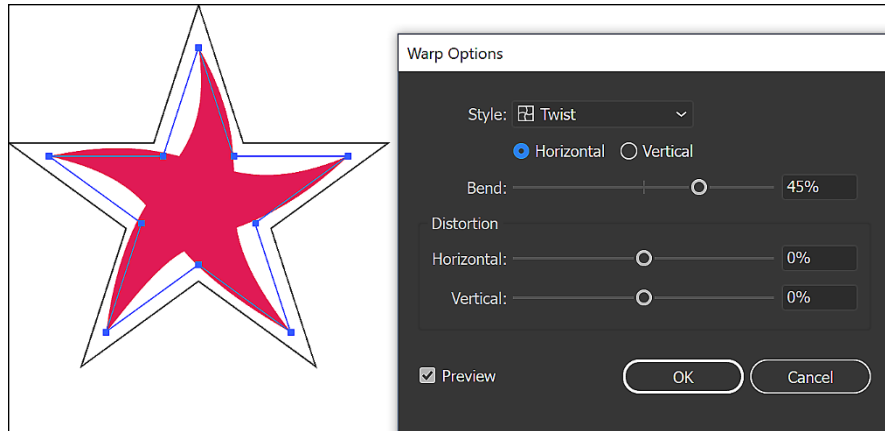 Warp Options
Style: Twist
Horizontal Vertical
Bend: 45%
Distortion
Horizontal: 0%
Vertical: 0%
Preview OK Cancel